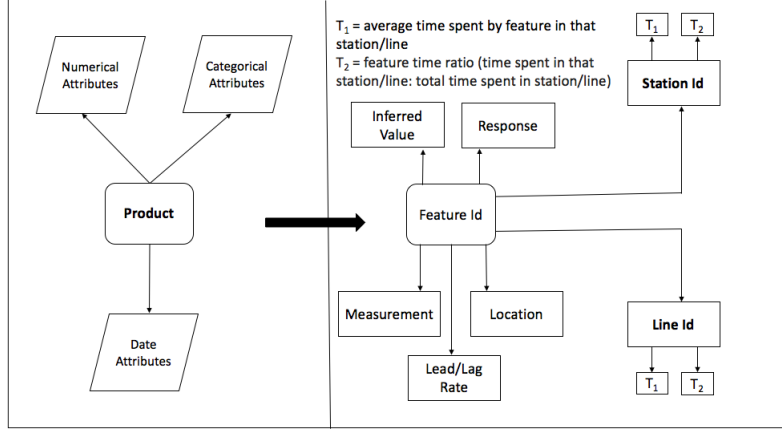 Numerical
Attributes
Categorical
Attributes
Product
Date
Attributes
T₁ = average time spent by feature in that
station/line
T₂ = feature time ratio (time spent in that
station/line: total time spent in station/line)
T₁
T₂
Station Id
Inferred
Value
Response
Feature Id
Measurement
Location
Lead/Lag
Rate
Line Id
T₁
T₂